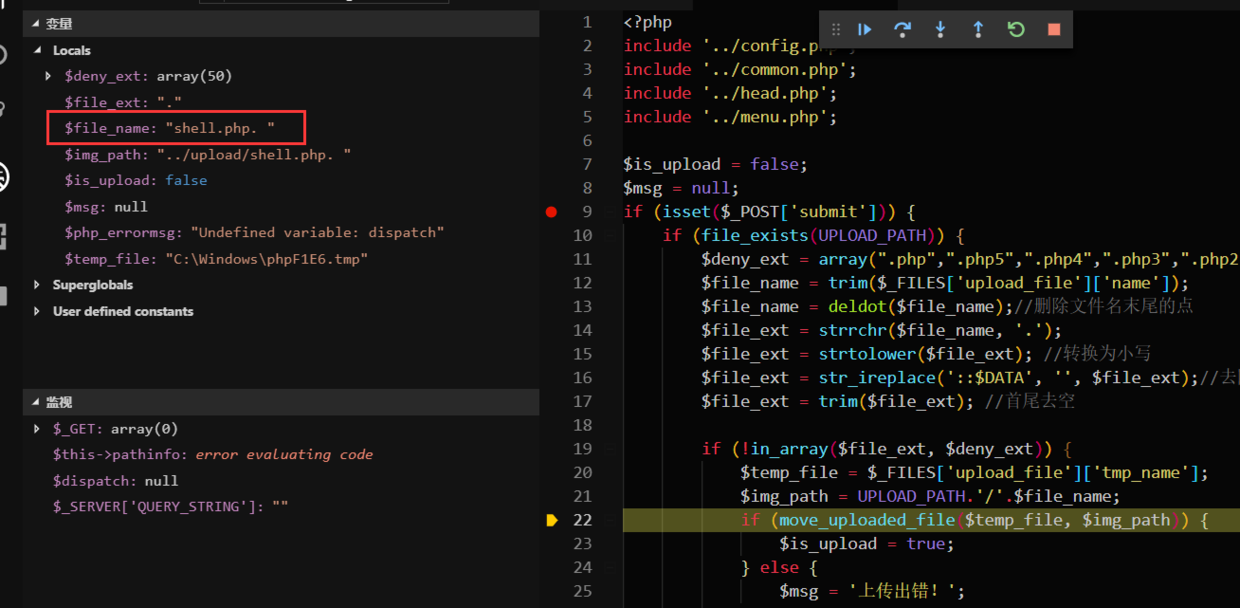 变量
Locals
$deny_ext: array(50)
$file_ext: "."
$file_name: "shell.php. "
$img_path: "../upload/shell.php. "
$is_upload: false
$msg: null
$php_errormsg: "Undefined variable: dispatch"
$temp_file: "C:\Windows\phpF1E6.tmp"
Superglobals
User defined constants
监视
$_GET: array(0)
$this->pathinfo: error evaluating code
$dispatch: null
$_SERVER['QUERY_STRING']: ""
1 <?php
2 include '../config.php';
3 include '../common.php';
4 include '../head.php';
5 include '../menu.php';
6
7 $is_upload = false;
8 $msg = null;
9 if (isset($_POST['submit'])) {
10 if (file_exists(UPLOAD_PATH)) {
11 $deny_ext = array(".php",".php5",".php4",".php3",".php2
12 $file_name = trim($_FILES['upload_file']['name']);
13 $file_name = deldot($file_name);//删除文件名末尾的点
14 $file_ext = strrchr($file_name, '.');
15 $file_ext = strtolower($file_ext); //转换为小写
16 $file_ext = str_ireplace('::$DATA', '', $file_ext);//去
17 $file_ext = trim($file_ext); //首尾去空
18
19 if (!in_array($file_ext, $deny_ext)) {
20 $temp_file = $_FILES['upload_file']['tmp_name'];
21 $img_path = UPLOAD_PATH.'/'.$file_name;
22 if (move_uploaded_file($temp_file, $img_path)) {
23 $is_upload = true;
24 } else {
25 $msg = '上传出错！';